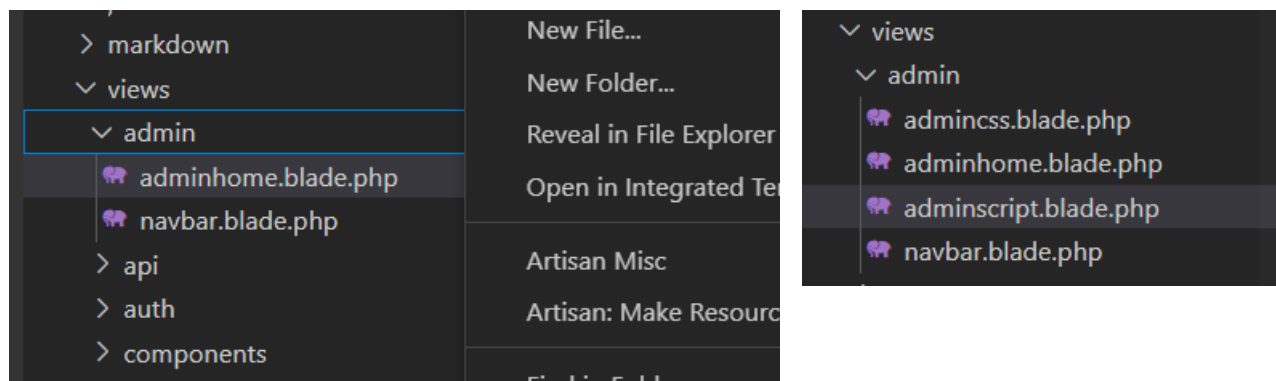 markdown
views
admin
adminhome.blade.php
navbar.blade.php
api
auth
components
New File...
New Folder...
Reveal in File Explorer
Open in Integrated
Artisan Misc
Artisan: Make
views
admin
admincss.blade.php
adminhome.blade.php
adminscript.blade.php
navbar.blade.php